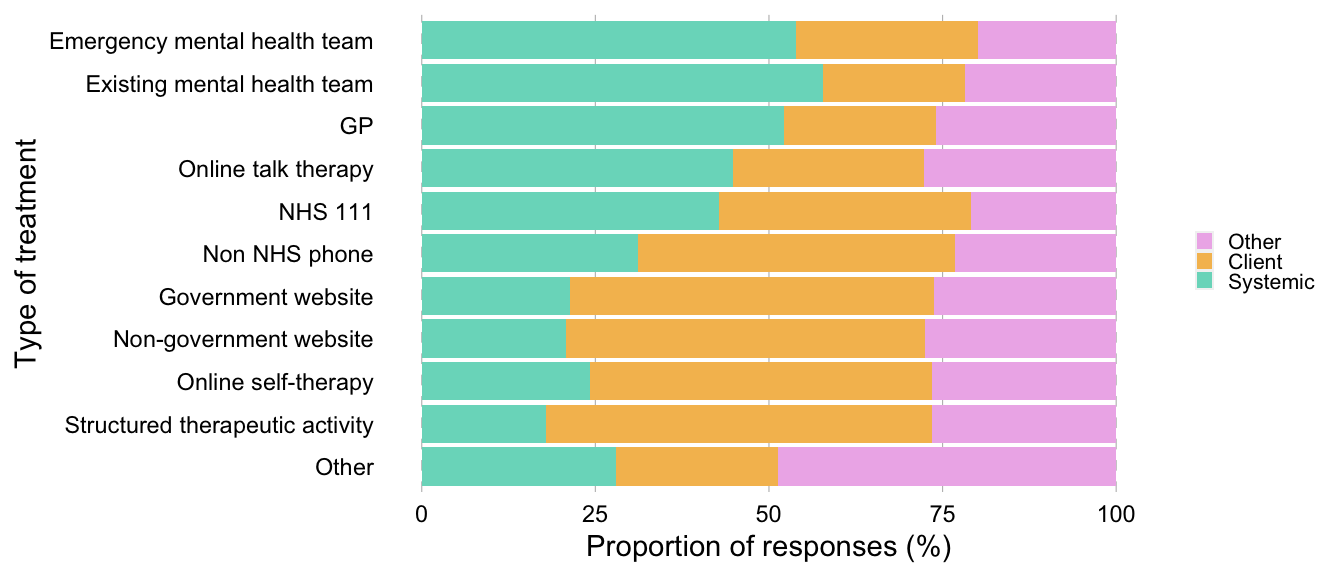 Type of treatment
Emergency mental health team
Existing mental health team
GP
Online talk therapy
NHS 111
Non NHS phone
Government website
Non-government website
Online self-therapy
Structured therapeutic activity
Other
0 25 50 75 100
Proportion of responses (%)
Other
Client
Systemic